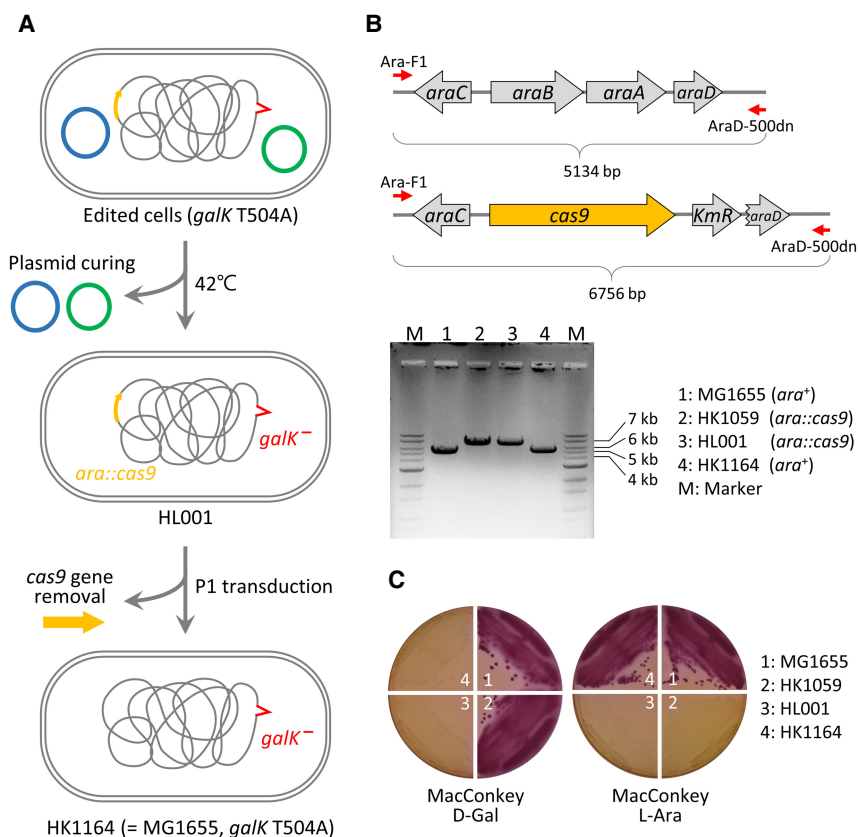 A
Edited cells (galK T504A)
Plasmid curing
42℃
galK⁻
ara::cas9
HL001
cas9 gene
removal
P1 transduction
galK⁻
HK1164 (= MG1655, galK T504A)
B
Ara-F1
araC araB araA araD
AraD-500dn
5134 bp
Ara-F1
araC cas9 KmR araD
AraD-500dn
6756 bp
M 1 2 3 4 M
7 kb
6 kb
5 kb
4 kb
1: MG1655 (ara⁺)
2: HK1059 (ara::cas9)
3: HL001 (ara::cas9)
4: HK1164 (ara⁺)
M: Marker
C
4 1
3 2
MacConkey
D-Gal
4 1
3 2
MacConkey
L-Ara
1: MG1655
2: HK1059
3: HL001
4: HK1164